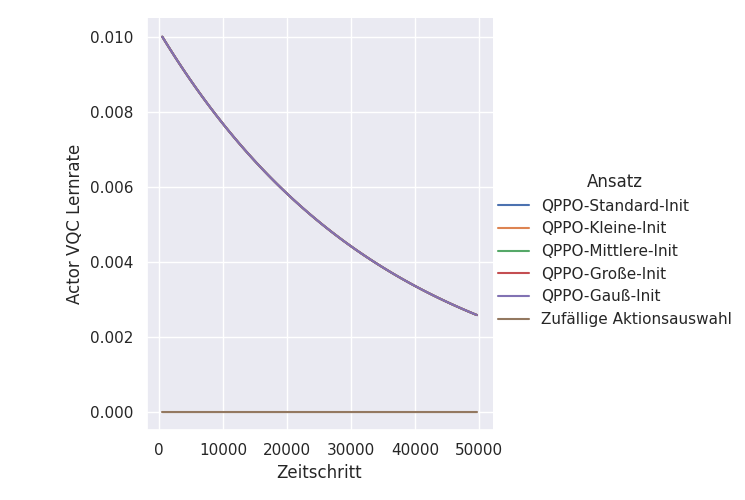 0.010
0.008
0.006
0.004
0.002
0.000
Actor VQC Lernrate
0 10000 20000 30000 40000 50000
Zeitschritt
Ansatz
QPPO-Standard-Init
QPPO-Kleine-Init
QPPO-Mittlere-Init
QPPO-Große-Init
QPPO-Gauß-Init
Zufällige Aktionsauswahl